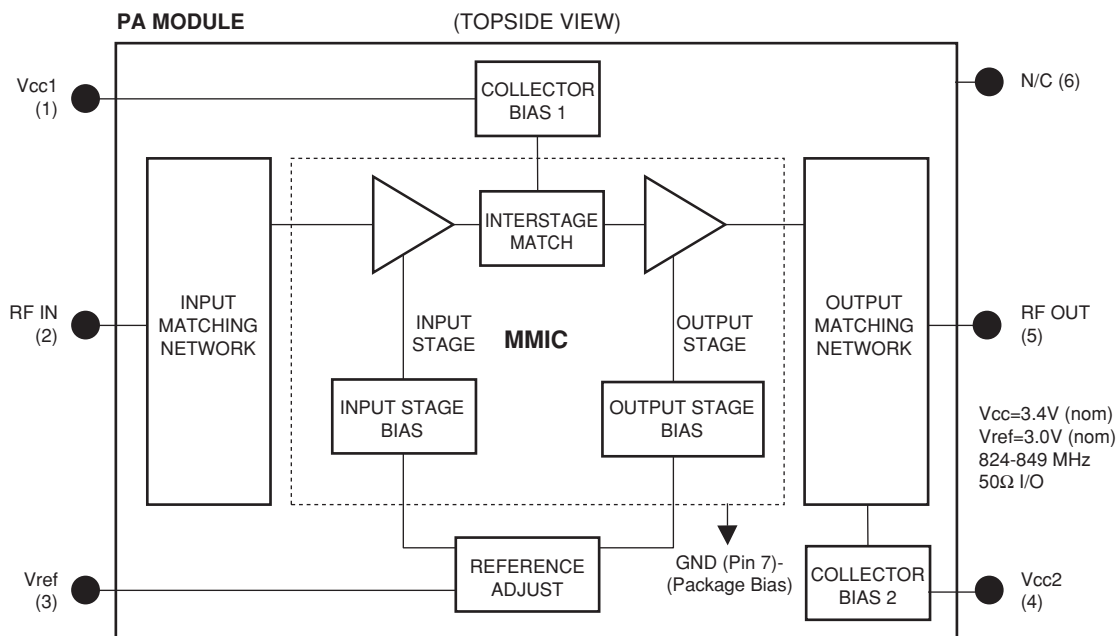 PA MODULE
(TOPSIDE VIEW)
Vcc1
(1)
COLLECTOR
BIAS 1
N/C (6)
INTERSTAGE
MATCH
RF IN
(2)
INPUT
MATCHING
NETWORK
INPUT
STAGE
MMIC
OUTPUT
STAGE
OUTPUT
MATCHING
NETWORK
RF OUT
(5)
INPUT STAGE
BIAS
OUTPUT STAGE
BIAS
Vcc=3.4V (nom)
Vref=3.0V (nom)
824-849 MHz
50Ω I/O
Vref
(3)
REFERENCE
ADJUST
GND (Pin 7)-
(Package Bias)
COLLECTOR
BIAS 2
Vcc2
(4)